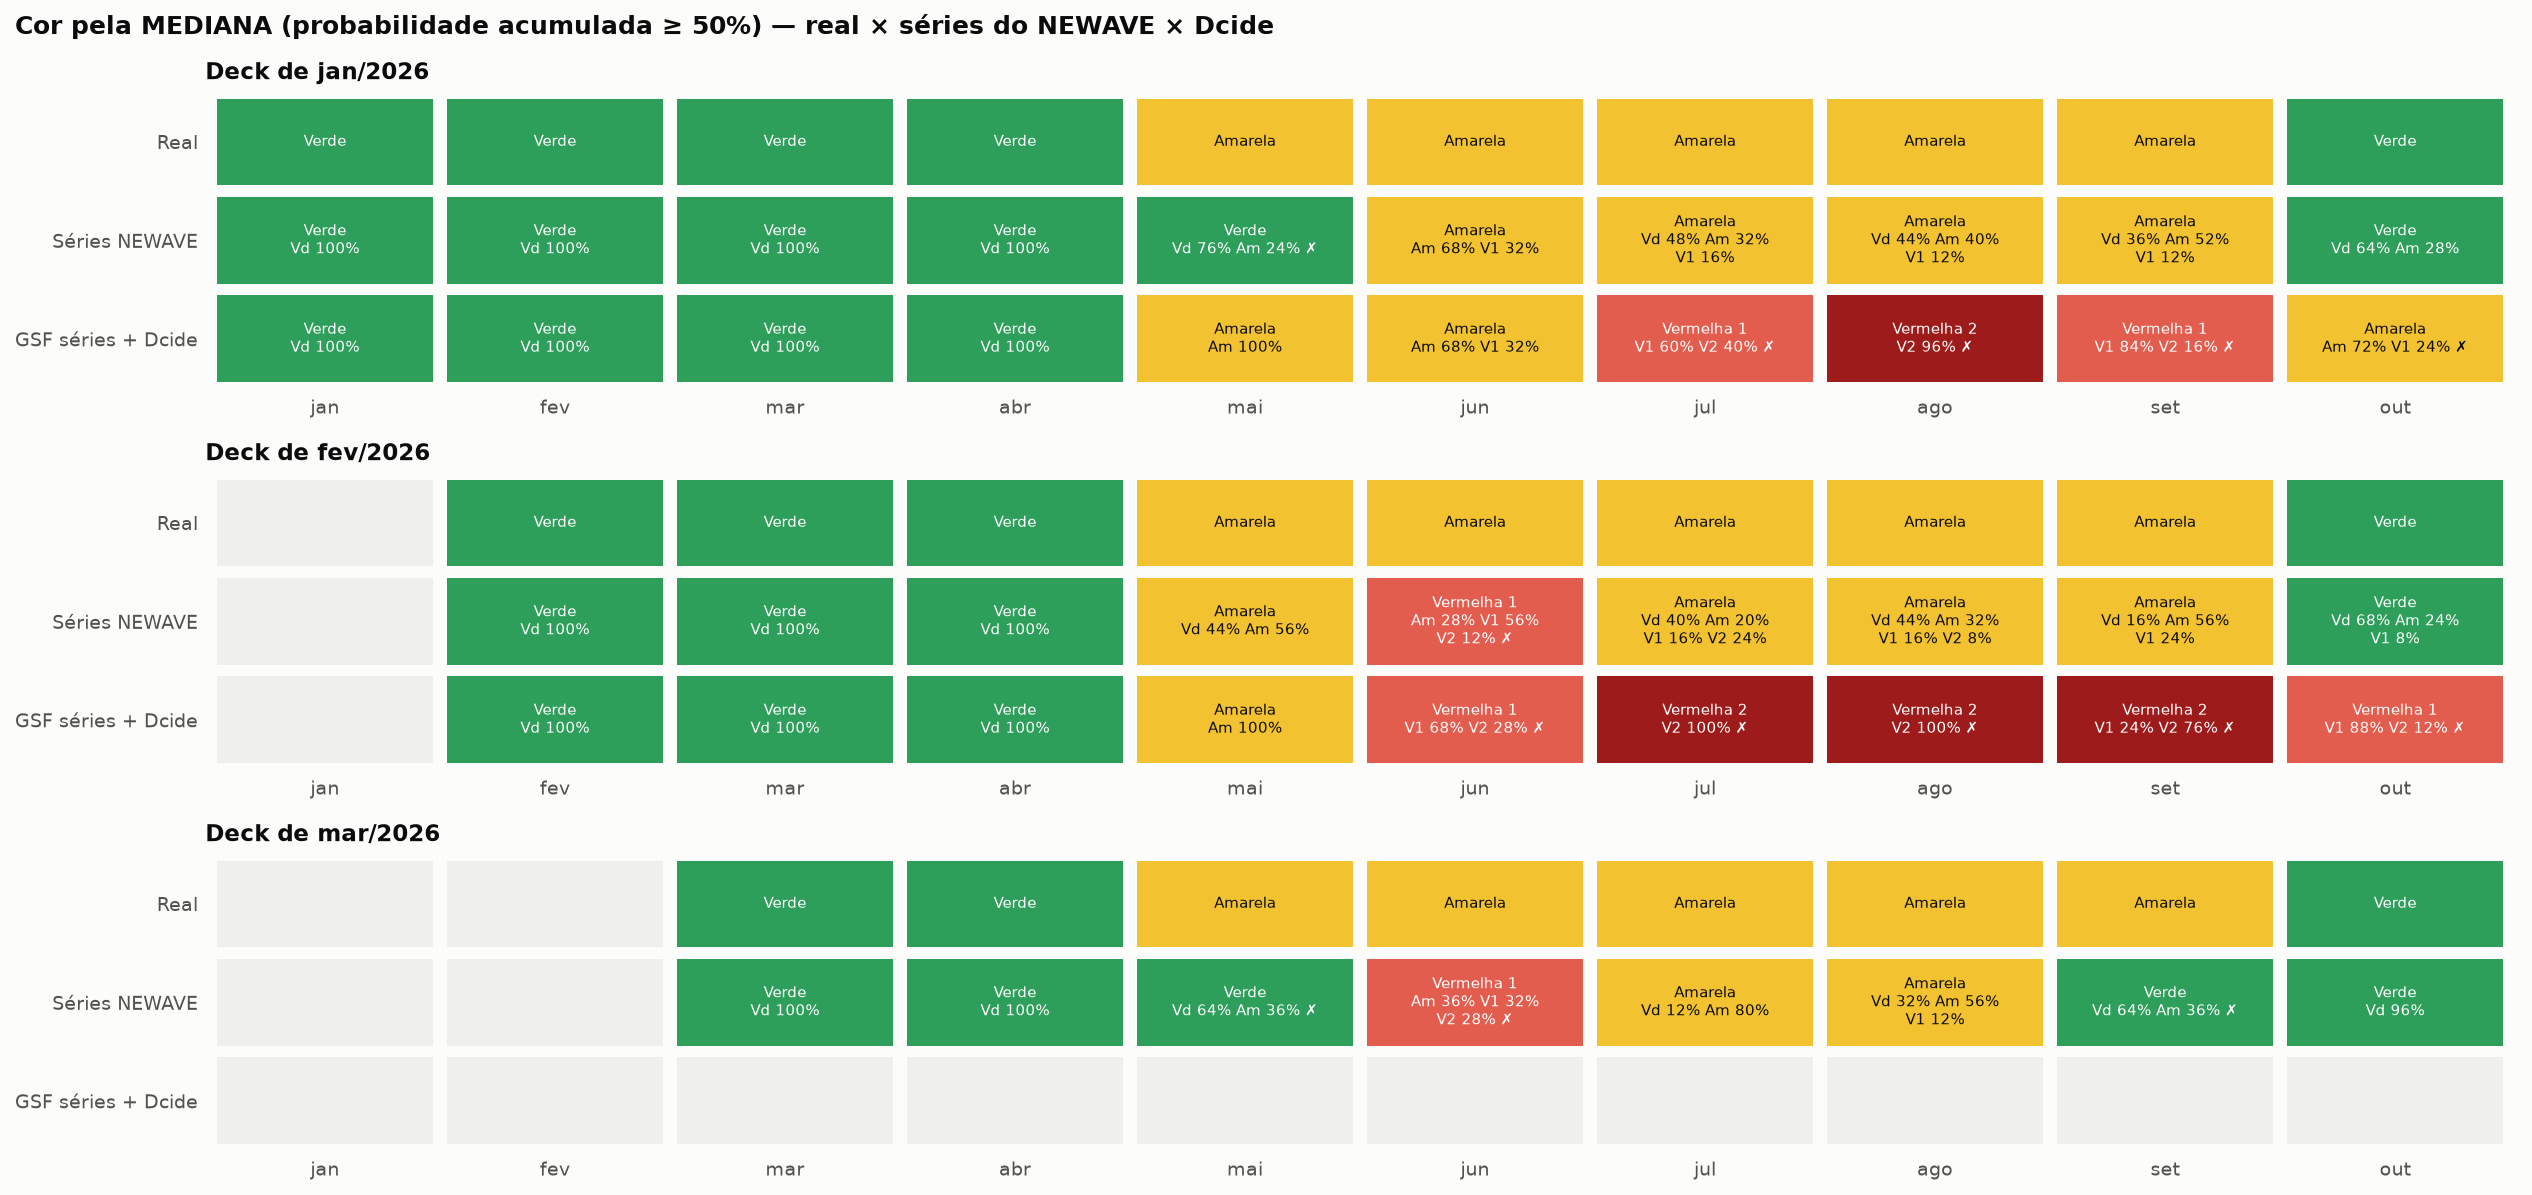 Cor pela MEDIANA (probabilidade acumulada ≥ 50%) — real × séries do NEWAVE × Dcide
Deck de jan/2026
Real
Verde
Verde
Verde
Verde
Amarela
Amarela
Amarela
Amarela
Amarela
Verde
Séries NEWAVE
Verde
Vd 100%
Verde
Vd 100%
Verde
Vd 100%
Verde
Vd 100%
Verde
Vd 76% Am 24% ✗
Amarela
Am 68% V1 32%
Amarela
Vd 48% Am 32%
V1 16%
Amarela
Vd 44% Am 40%
V1 12%
Amarela
Vd 36% Am 52%
V1 12%
Verde
Vd 64% Am 28%
GSF séries + Dcide
Verde
Vd 100%
Verde
Vd 100%
Verde
Vd 100%
Verde
Vd 100%
Amarela
Am 100%
Amarela
Am 68% V1 32%
Vermelha 1
V1 60% V2 40% ✗
Vermelha 2
V2 96% ✗
Vermelha 1
V1 84% V2 16% ✗
Amarela
Am 72% V1 24% ✗
jan
fev
mar
abr
mai
jun
jul
ago
set
out
Deck de fev/2026
Real
Verde
Verde
Verde
Amarela
Amarela
Amarela
Amarela
Amarela
Verde
Séries NEWAVE
Verde
Vd 100%
Verde
Vd 100%
Verde
Vd 100%
Amarela
Vd 44% Am 56%
Vermelha 1
Am 28% V1 56%
V2 12% ✗
Amarela
Vd 40% Am 20%
V1 16% V2 24%
Amarela
Vd 44% Am 32%
V1 16% V2 8%
Amarela
Vd 16% Am 56%
V1 24%
Verde
Vd 68% Am 24%
V1 8%
GSF séries + Dcide
Verde
Vd 100%
Verde
Vd 100%
Verde
Vd 100%
Amarela
Am 100%
Vermelha 1
V1 68% V2 28% ✗
Vermelha 2
V2 100% ✗
Vermelha 2
V2 100% ✗
Vermelha 2
V1 24% V2 76% ✗
Vermelha 1
V1 88% V2 12% ✗
jan
fev
mar
abr
mai
jun
jul
ago
set
out
Deck de mar/2026
Real
Verde
Verde
Amarela
Amarela
Amarela
Amarela
Amarela
Verde
Séries NEWAVE
Verde
Vd 100%
Verde
Vd 100%
Verde
Vd 64% Am 36% ✗
Vermelha 1
Am 36% V1 32%
V2 28% ✗
Amarela
Vd 12% Am 80%
Amarela
Vd 32% Am 56%
V1 12%
Verde
Vd 64% Am 36% ✗
Verde
Vd 96%
GSF séries + Dcide
jan
fev
mar
abr
mai
jun
jul
ago
set
out